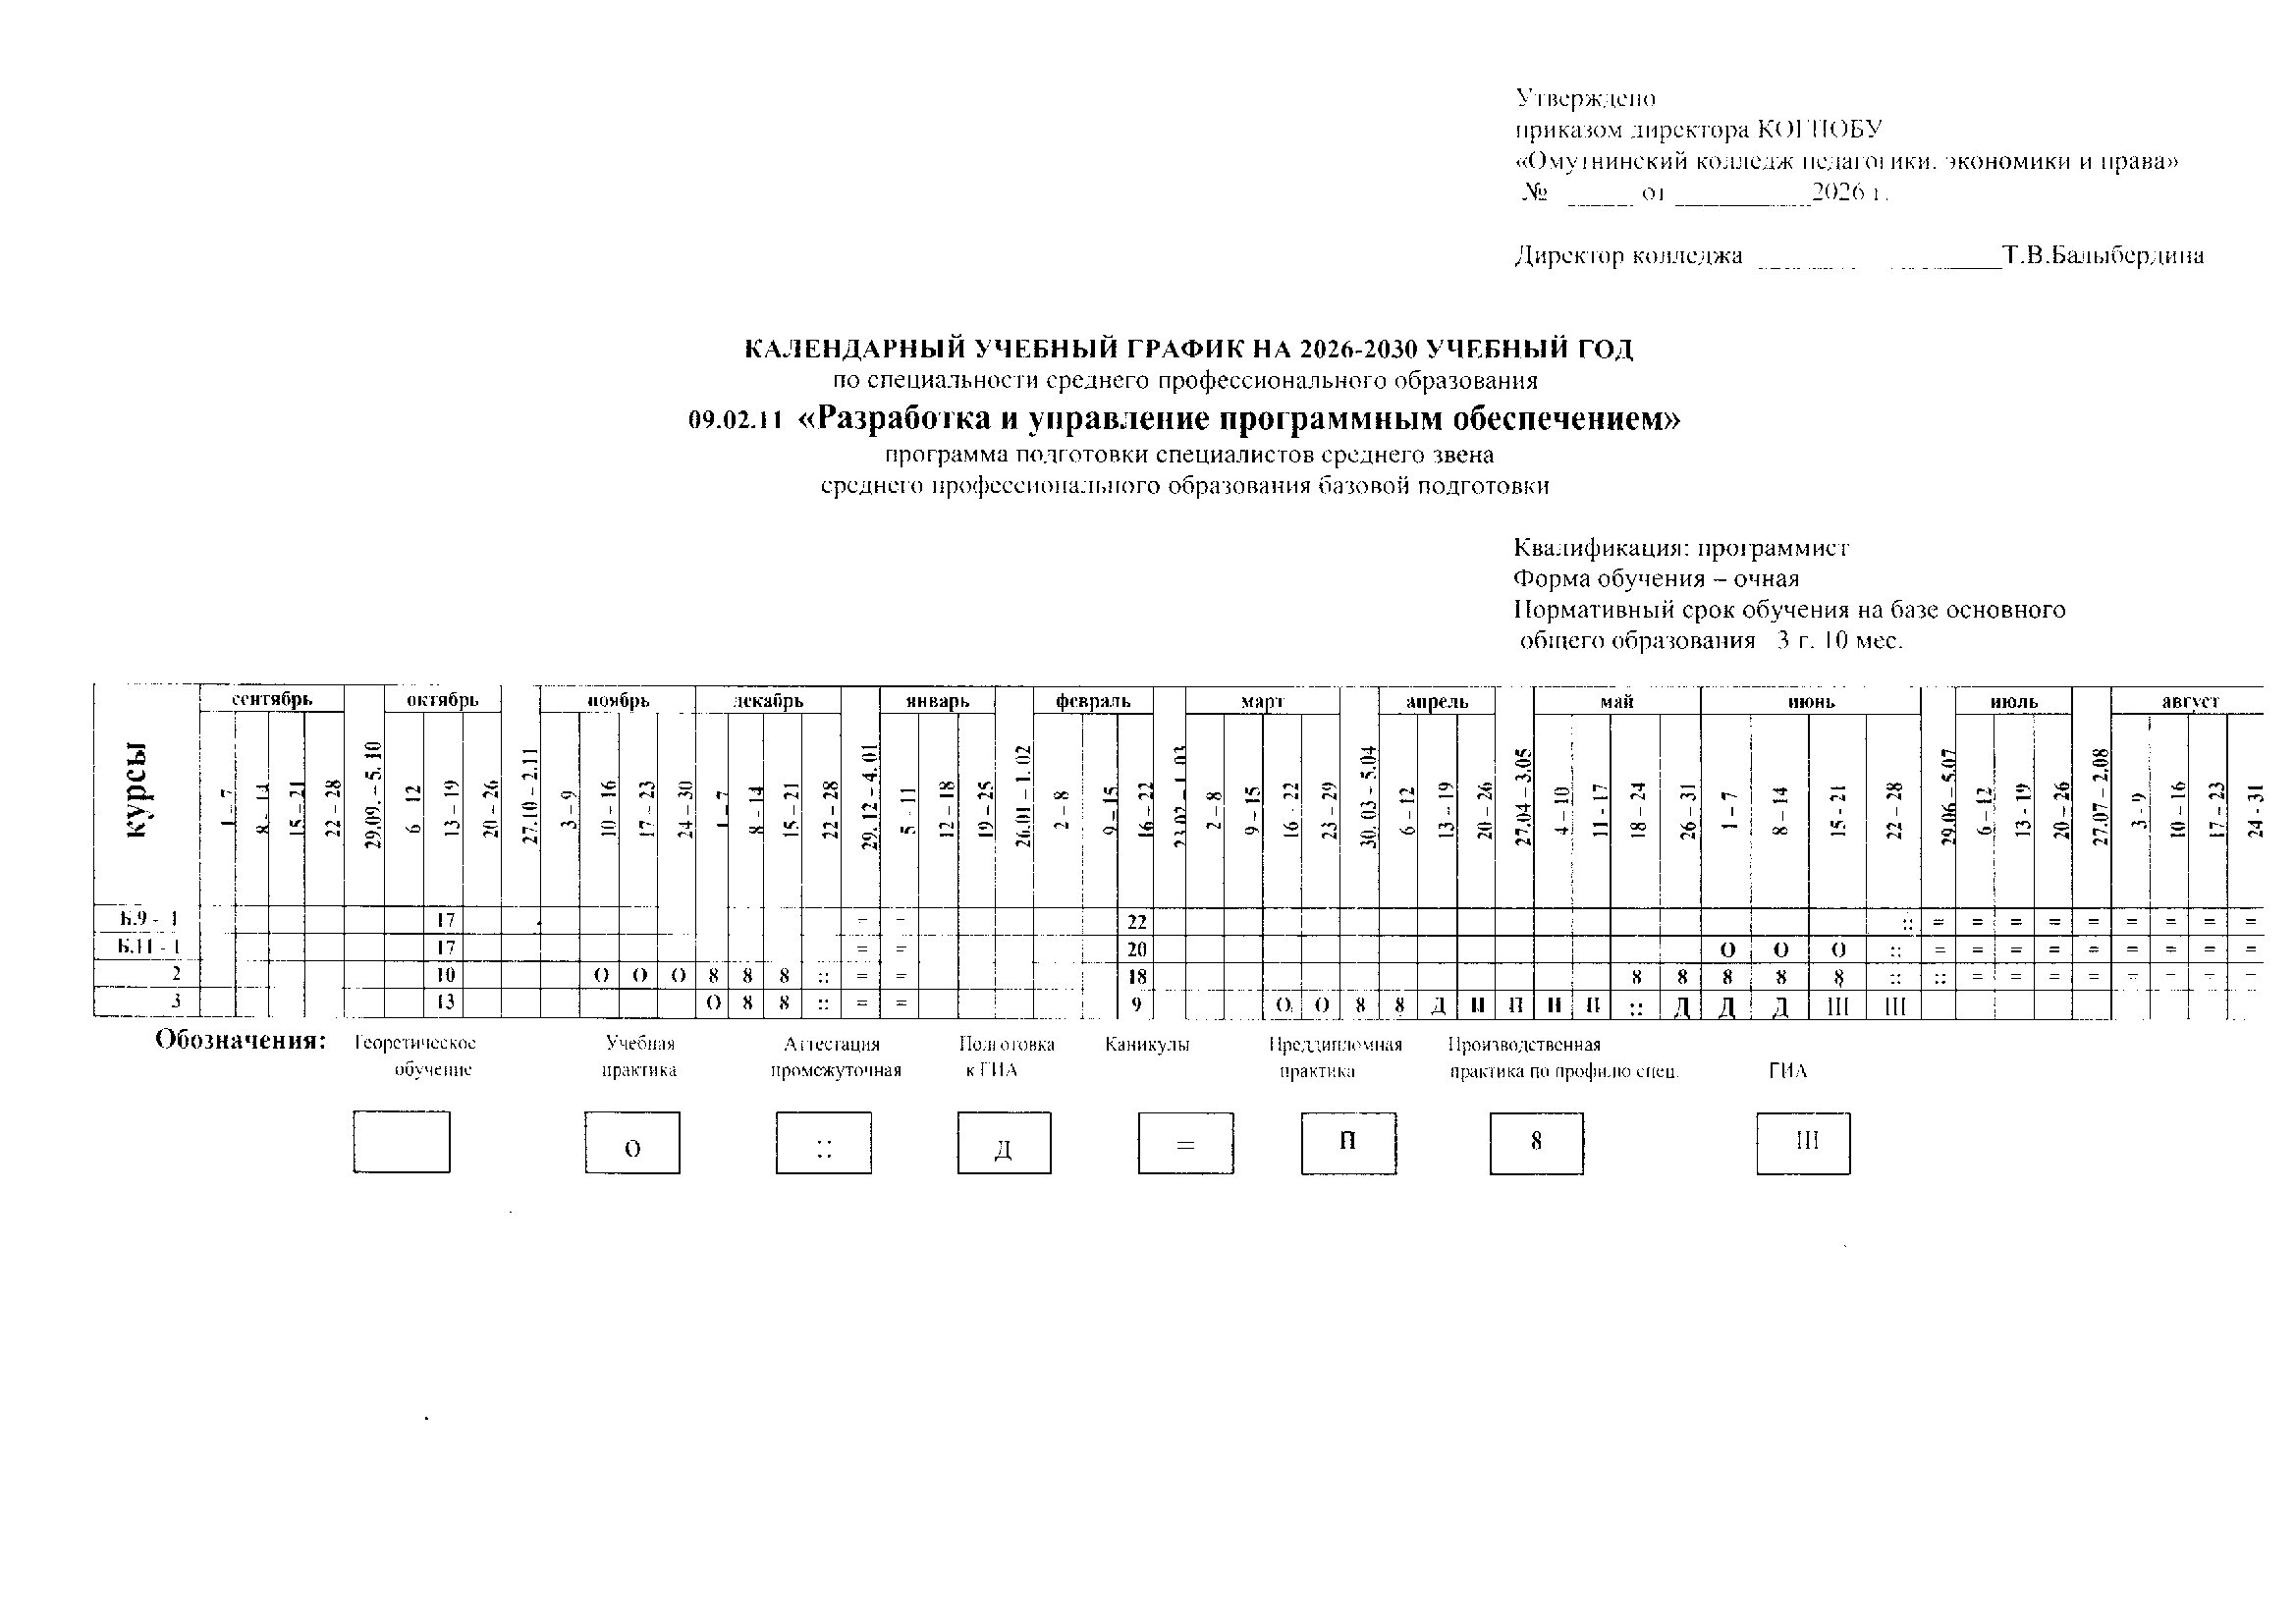 Утверждено
приказом директора КОГПОБУ
«Омутнинский колледж педагогики, экономики и права»
№ _____ от __________2026 г.
Директор колледжа __________________Т.В.Балыбердина
КАЛЕНДАРНЫЙ УЧЕБНЫЙ ГРАФИК НА 2026-2030 УЧЕБНЫЙ ГОД
по специальности среднего профессионального образования
09.02.11 «Разработка и управление программным обеспечением»
программа подготовки специалистов среднего звена
среднего профессионального образования базовой подготовки
Квалификация: программист
Форма обучения – очная
Нормативный срок обучения на базе основного
общего образования 3 г. 10 мес.
курсы сентябрь октябрь ноябрь декабрь январь февраль март апрель май июнь июль август
1 – 7 8 - 14 15 – 21 22 – 28 29.09. – 5. 10 6 12 13 – 19 20 – 26 27.10 – 2.11 3 – 9 10 – 16 17 – 23 24 – 30 1 – 7 8 - 14 15 – 21 22 – 28 29. 12 – 4. 01 5 - 11 12 – 18 19 – 25 26.01 – 1. 02 2 – 8 9 – 15 16 – 22 23.02 – 1. 03 2 – 8 9 - 15 16 - 22 23 – 29 30. 03 - 5.04 6 – 12 13 – 19 20 – 26 27.04 – 3.05 4 – 10 11 - 17 18 – 24 26 – 31 1 – 7 8 – 14 15 - 21 22 – 28 29.06 – 5.07 6 – 12 13 - 19 20 – 26 27.07 – 2.08 3 - 9 10 – 16 17 – 23 24 - 31
Б.9 - 1 17 = = 22 :: = = = = = = = = =
Б.11 - 1 17 = = 20 О О О :: = = = = = = = = =
2 10 О О О 8 8 8 :: = = 18 8 8 8 8 8 :: :: = = = = = = = =
3 13 О 8 8 :: = = 9 О О 8 8 Д П П П П :: Д Д Д III III
Обозначения: Теоретическое Учебная Аттестация Подготовка Каникулы Преддипломная Производственная
обучение практика промежуточная к ГИА практика практика по профилю спец. ГИА
О :: Д = П 8 III